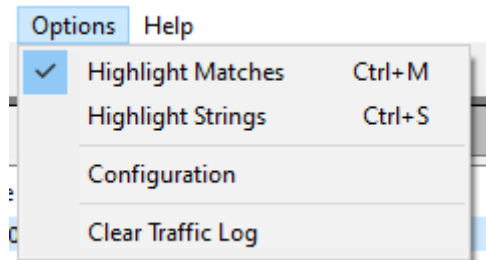 Options Help
Highlight Matches Ctrl+M
Highlight Strings Ctrl+S
Configuration
Clear Traffic Log